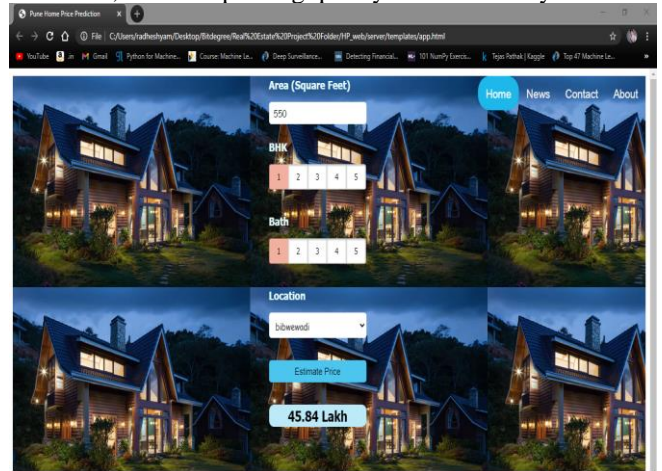 Pune Home Price Prediction
File C:/Users/radheshyam/Desktop/Bitdegree/Real%20Estate%20Project%20Folder/HP_web/server/templates/app.html
YouTube .in Gmail Python for Machine... Course: Machine Le... Deep Surveillance... Detecting Financial... 101 NumPy Exercis... Tejas Pathak | Kaggle Top 47 Machine Le... »
Home News Contact About
Area (Square Feet)
550
BHK
1 2 3 4 5
Bath
1 2 3 4 5
Location
bibwewodi
Estimate Price
45.84 Lakh